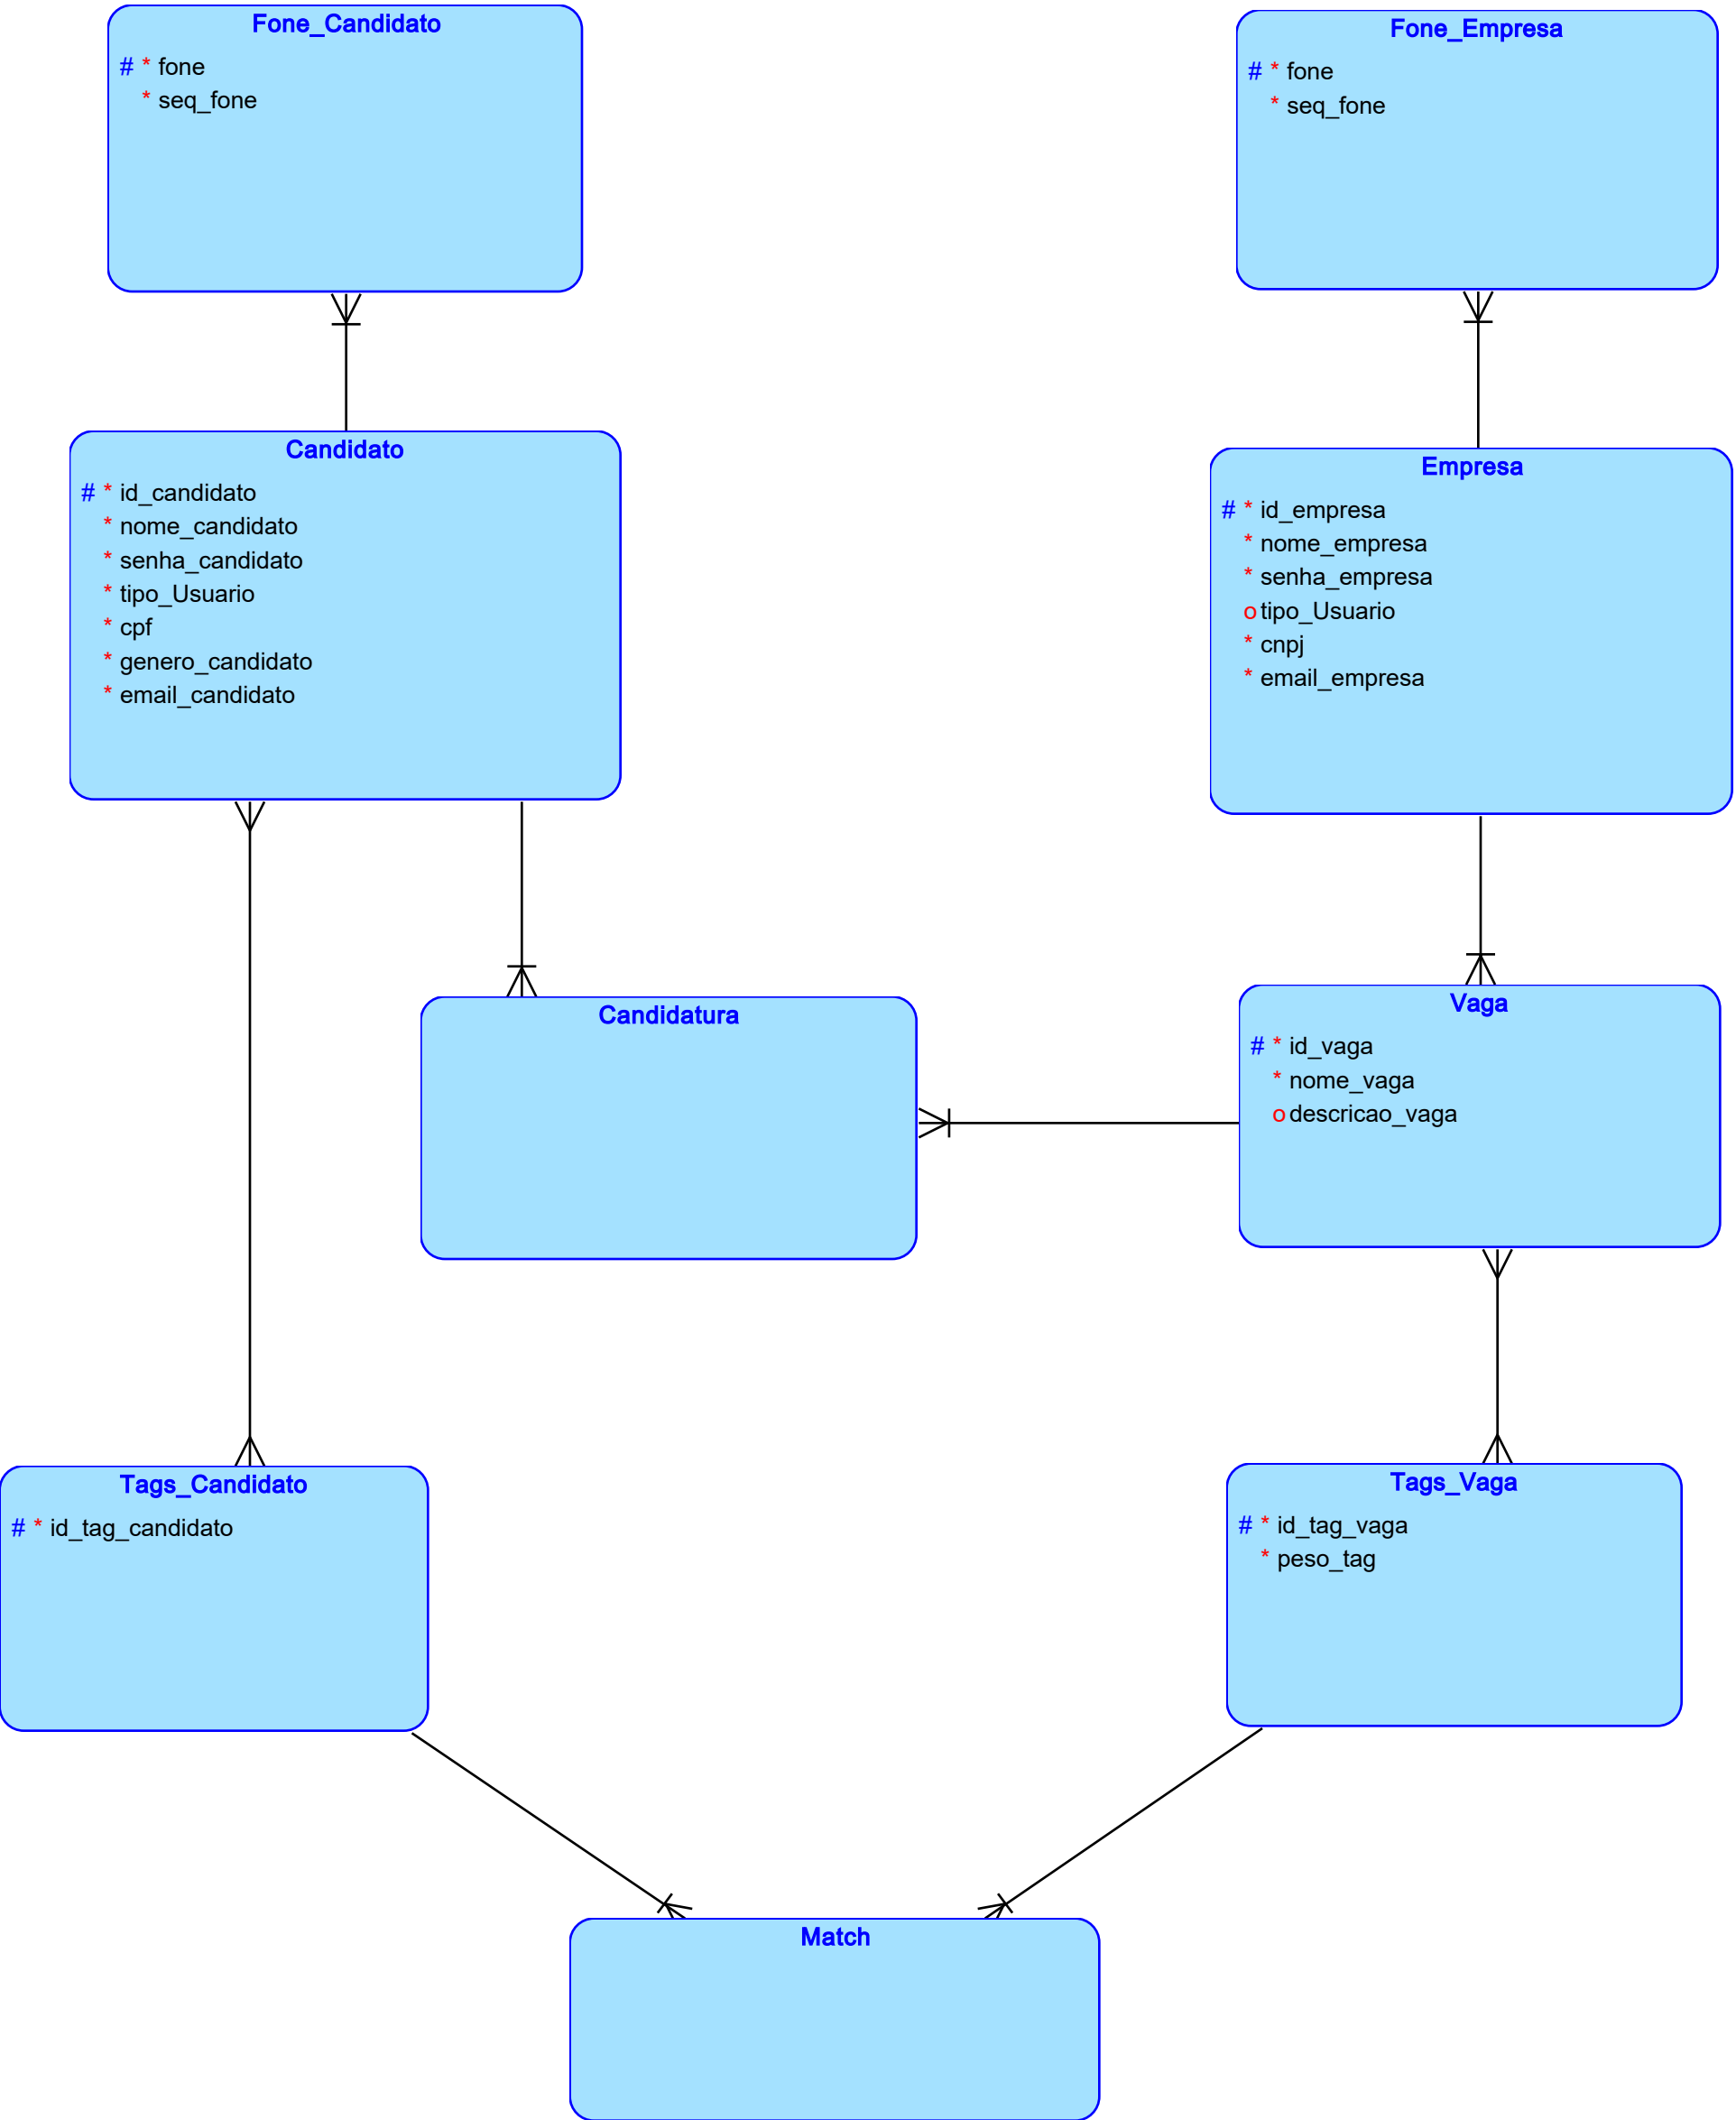 Fone_Candidato
# * fone
* seq_fone
Fone_Empresa
# * fone
* seq_fone
Candidato
# * id_candidato
* nome_candidato
* senha_candidato
* tipo_Usuario
* cpf
* genero_candidato
* email_candidato
Empresa
# * id_empresa
* nome_empresa
* senha_empresa
o tipo_Usuario
* cnpj
* email_empresa
Candidatura
Vaga
# * id_vaga
* nome_vaga
o descricao_vaga
Tags_Candidato
# * id_tag_candidato
Tags_Vaga
# * id_tag_vaga
* peso_tag
Match